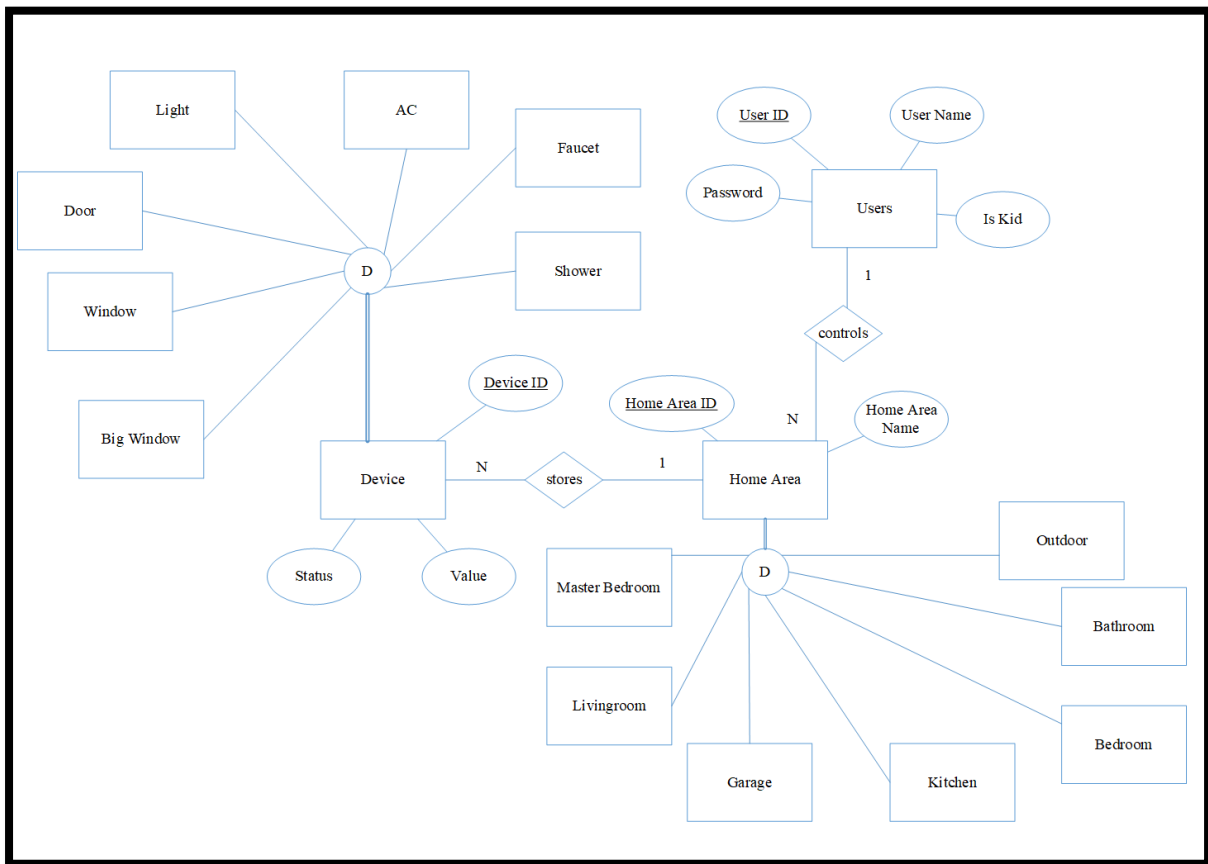 Light
AC
Faucet
Door
D
Shower
Window
Big Window
User ID
User Name
Password
Users
Is Kid
1
controls
N
Device ID
Home Area ID
Home Area
Name
Device
N
stores
1
Home Area
Status
Value
Master Bedroom
D
Outdoor
Bathroom
Livingroom
Bedroom
Garage
Kitchen